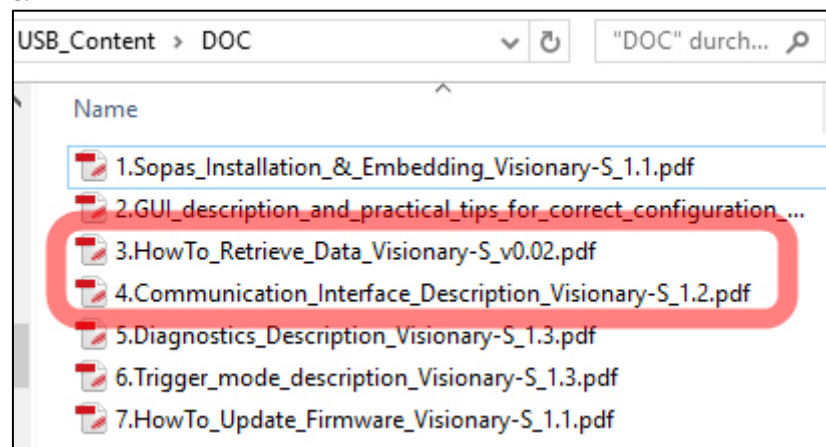 USB_Content > DOC "DOC" durch...
Name
1.Sopas_Installation_&_Embedding_Visionary-S_1.1.pdf
2.GUI_description_and_practical_tips_for_correct_configuration_...
3.HowTo_Retrieve_Data_Visionary-S_v0.02.pdf
4.Communication_Interface_Description_Visionary-S_1.2.pdf
5.Diagnostics_Description_Visionary-S_1.3.pdf
6.Trigger_mode_description_Visionary-S_1.3.pdf
7.HowTo_Update_Firmware_Visionary-S_1.1.pdf